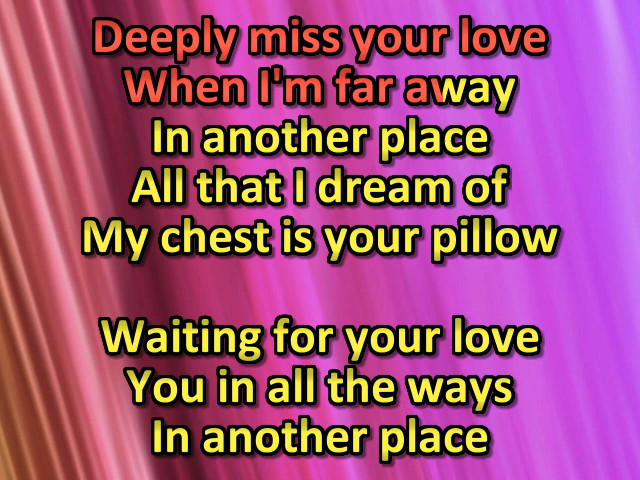 Deeply miss your love
When I'm far away
In another place
All that I dream of
My chest is your pillow
Waiting for your love
You in all the ways
In another place